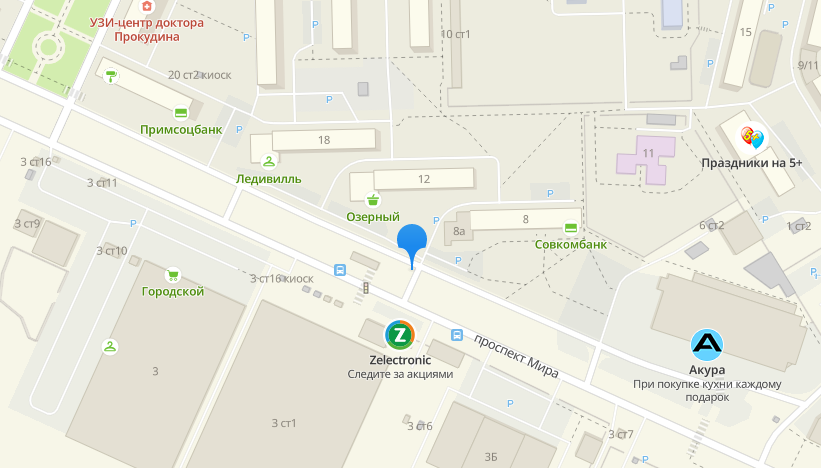 УЗИ-центр доктора
Прокудина
10 ст1
15
9/11
20 ст2 киоск
Примсоцбанк
18
11
5+
Праздники на 5+
3 ст16
3 ст11
Ледивилль
12
Озерный
8
8а
Совкомбанк
6 ст2
1 ст2
3 ст9
3 ст10
3 ст16 киоск
Городской
проспект Мира
Z
Zelectronic
Следите за акциями
Акура
При покупке кухни каждому
подарок
3
3 ст1
3 ст6
3 ст7
3Б
P
P
P
P
P
P
P
P
P
P
P
P
P